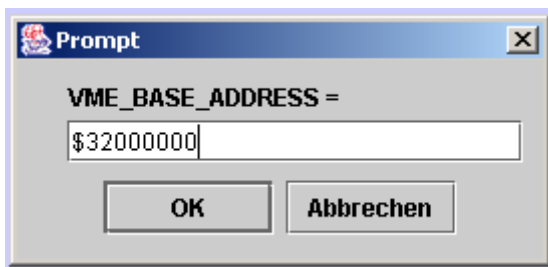 Prompt
VME_BASE_ADDRESS =
$32000000
OK Abbrechen